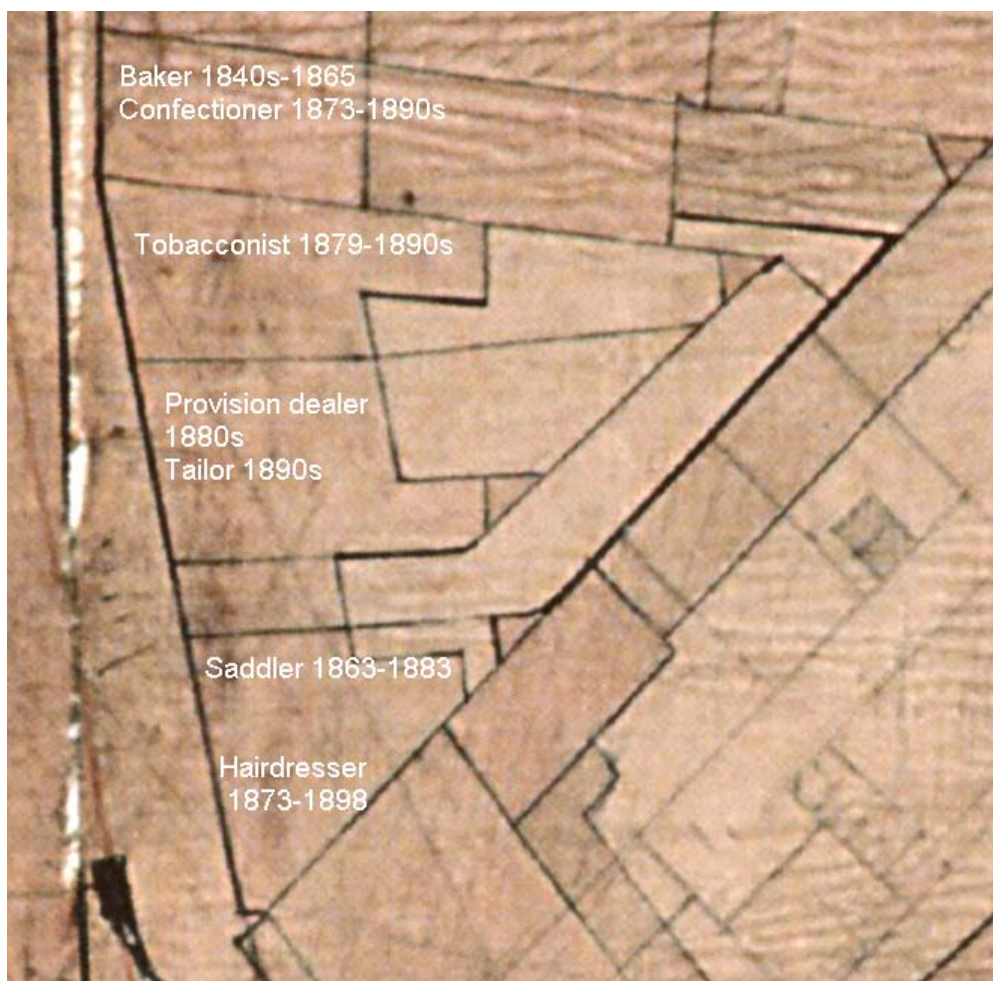 Baker 1840s-1865
Confectioner 1873-1890s
Tobacconist 1879-1890s
Provision dealer
1880s
Tailor 1890s
Saddler 1863-1883
Hairdresser
1873-1898